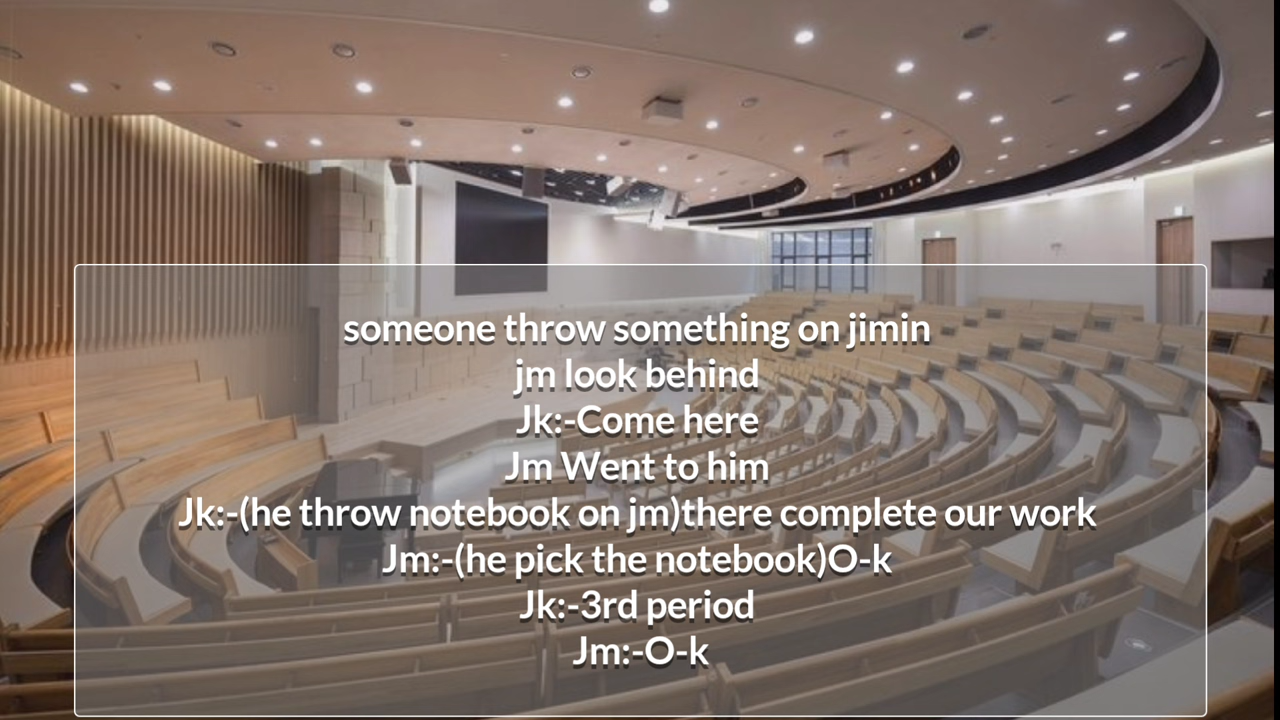 someone throw something on jimin
jm look behind
Jk:-Come here
Jm Went to him
Jk:-(he throw notebook on jm)there complete our work
Jm:-(he pick the notebook)O-k
Jk:-3rd period
Jm:-O-k